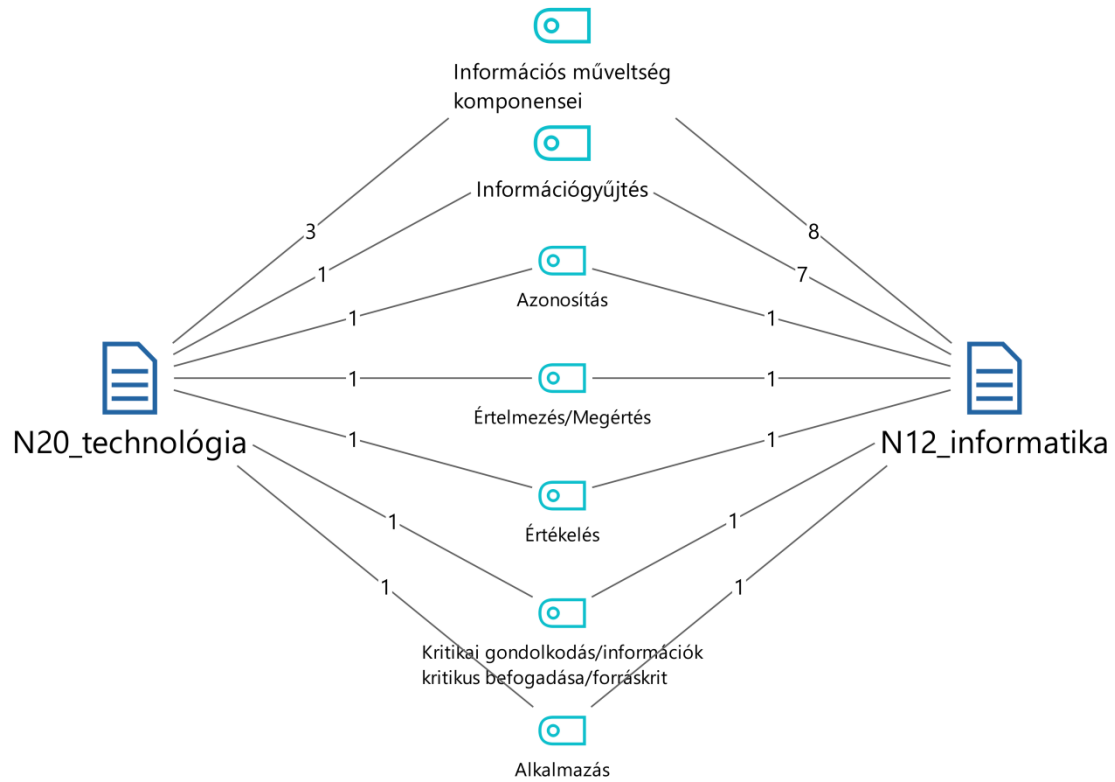 Információs műveltség
komponensei
Információgyűjtés
3
8
1
7
Azonosítás
1
1
1
1
Értelmezés/Megértés
N20_technológia
N12_informatika
1
1
Értékelés
1
1
Kritikai gondolkodás/információk
kritikus befogadása/forráskrit
1
1
Alkalmazás